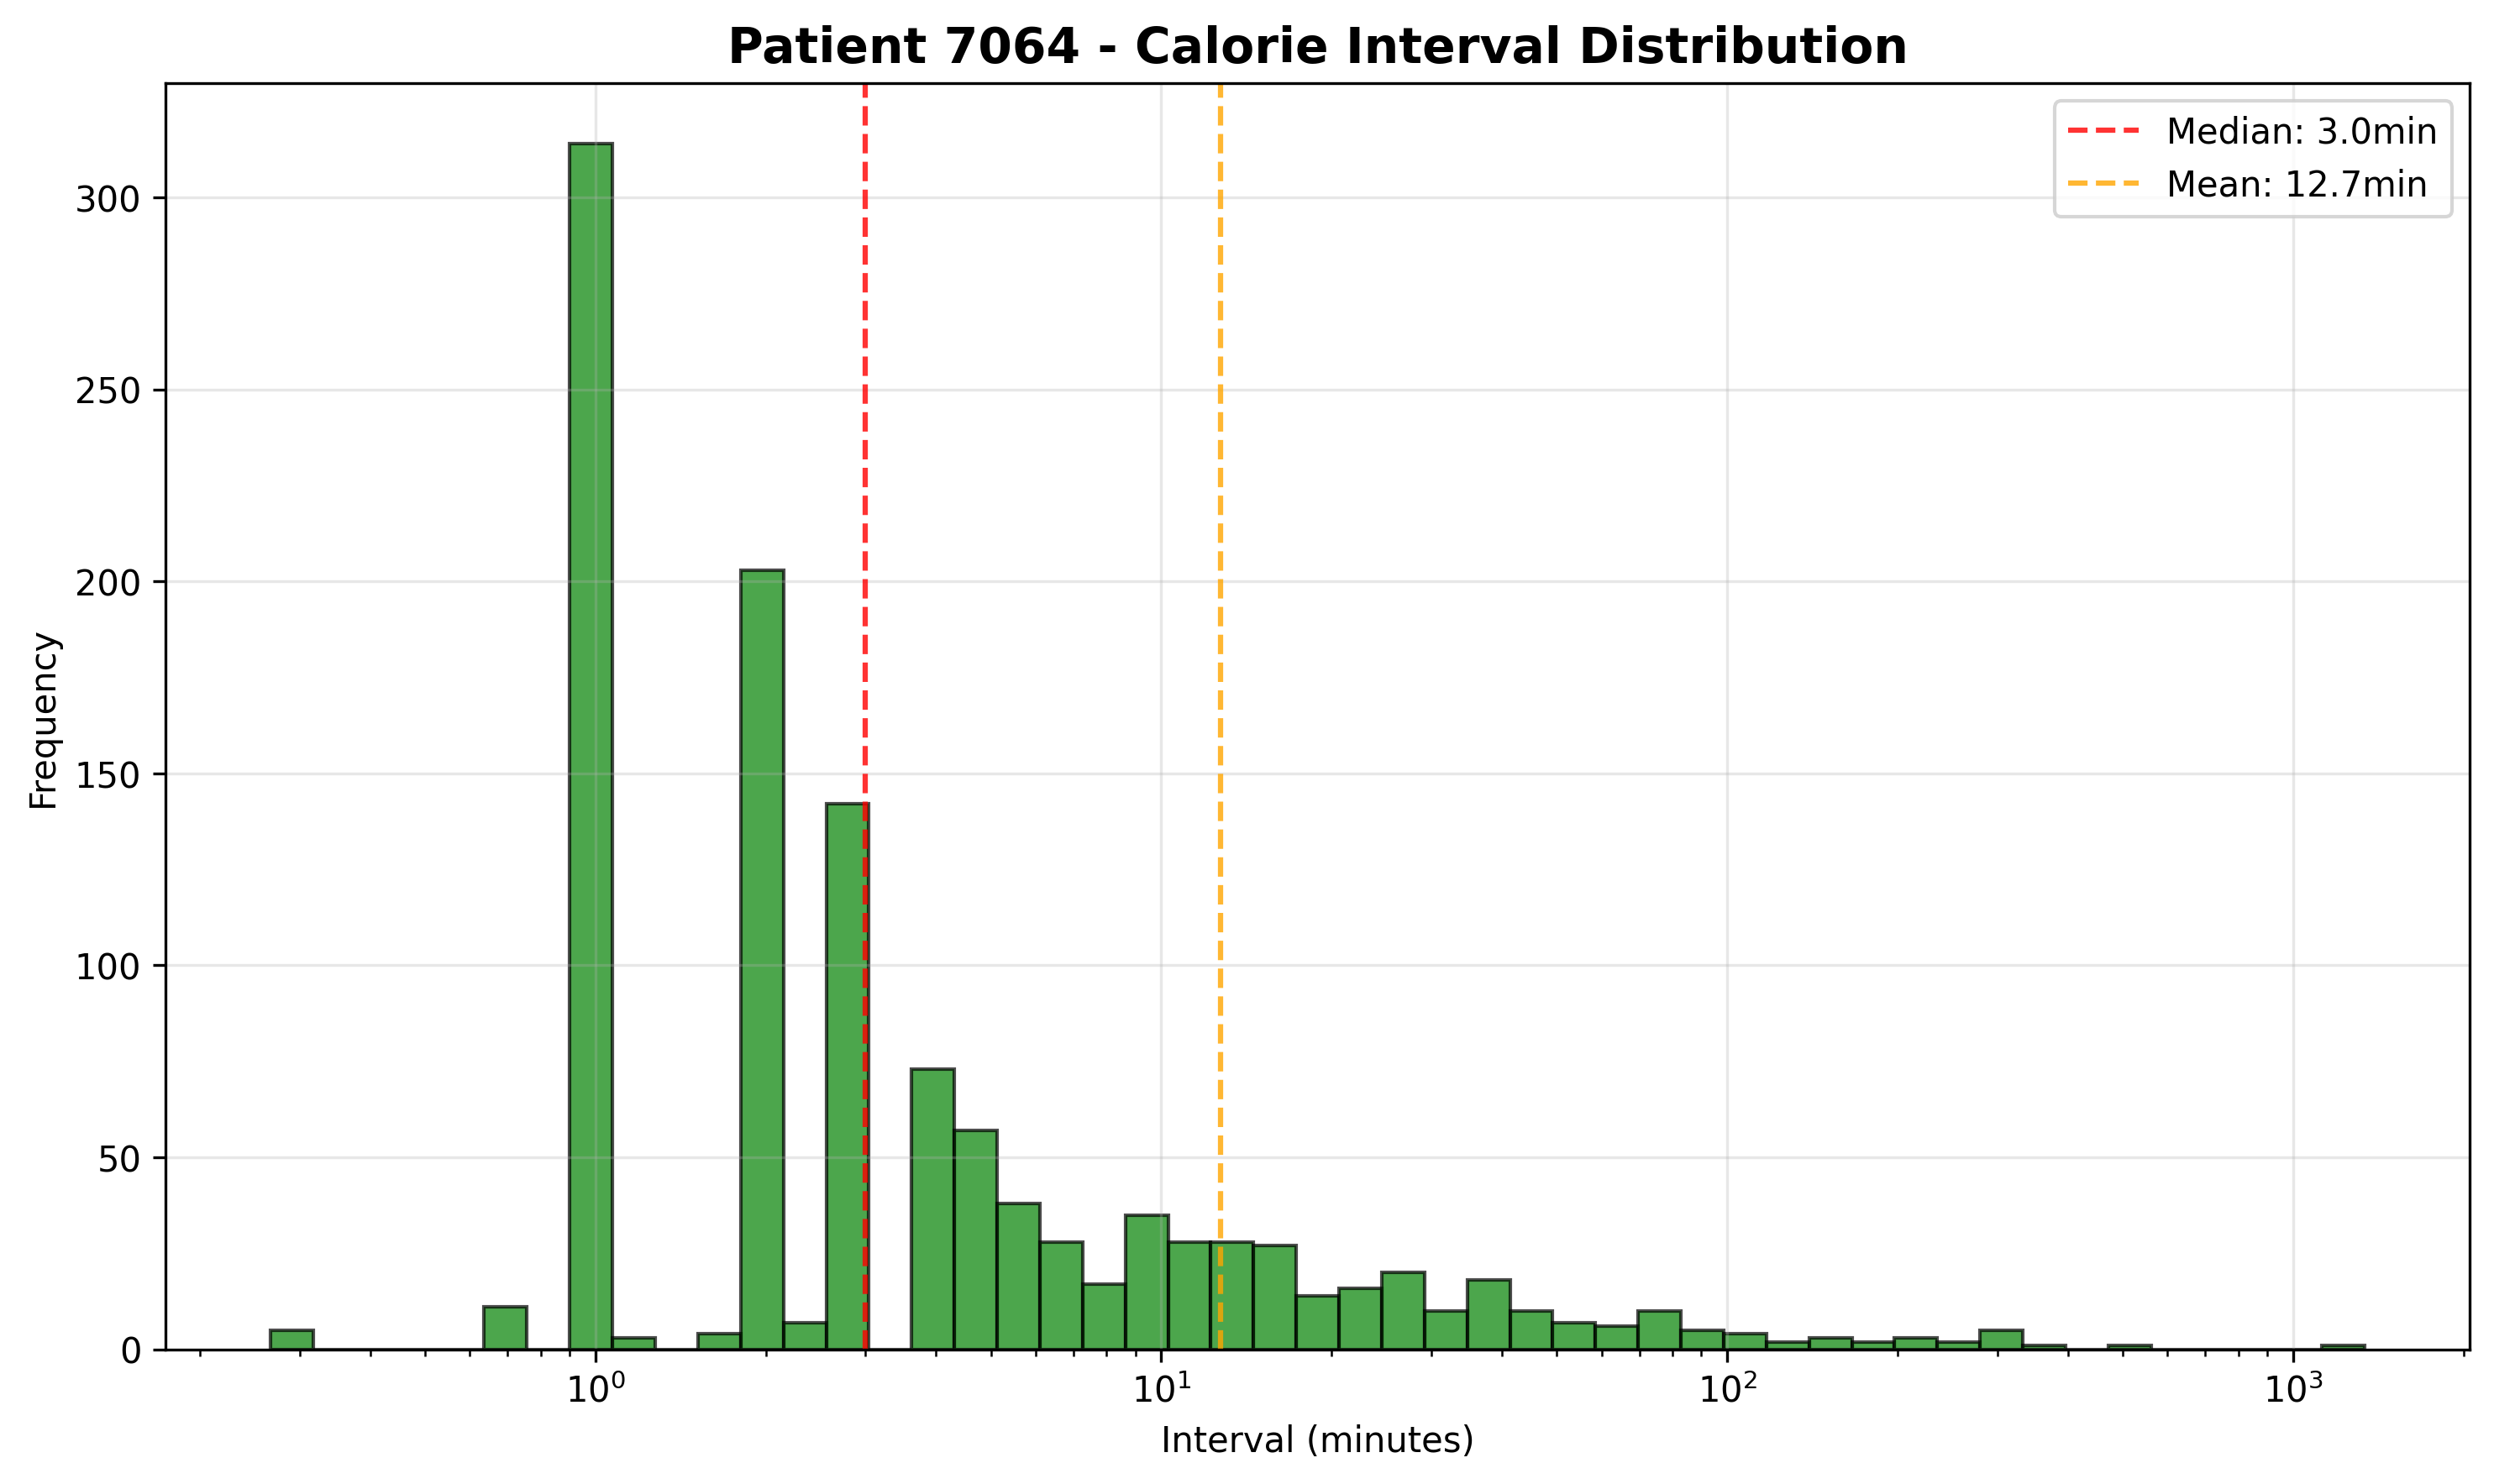 Patient 7064 - Calorie Interval Distribution
Median: 3.0min
Mean: 12.7min
Frequency
300
250
200
150
100
50
0
10⁰ 10¹ 10² 10³
Interval (minutes)